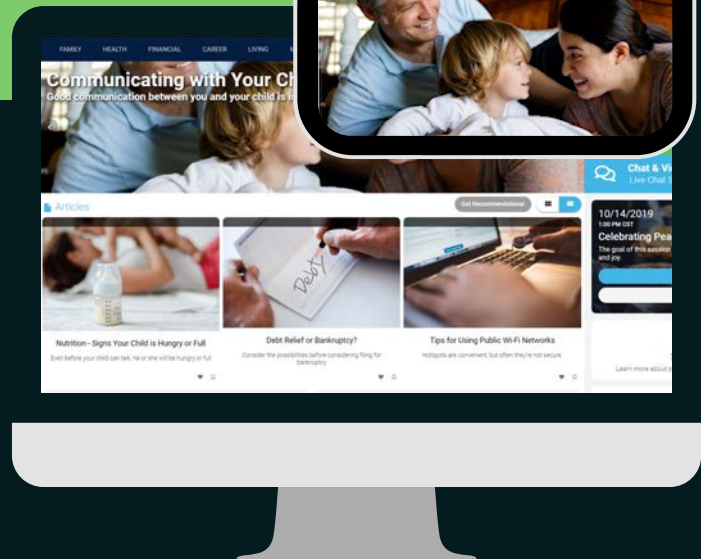 FAMILY HEALTH FINANCIAL CAREER LIVING
Communicating with Your Ch
Good communication between you and your child is i
Chat & Vi
Live Chat S
Articles
Get Recommendations!
10/14/2019
1:00 PM CST
Celebrating Pea
The goal of this session
and joy.
Debt
Nutrition - Signs Your Child is Hungry or Full
Even before your child can talk, he or she will be hungry or full
Debt Relief or Bankruptcy?
Consider the possibilities before considering filing for
bankruptcy
Tips for Using Public Wi-Fi Networks
Hotspots are convenient, but often they're not secure
Learn more about p